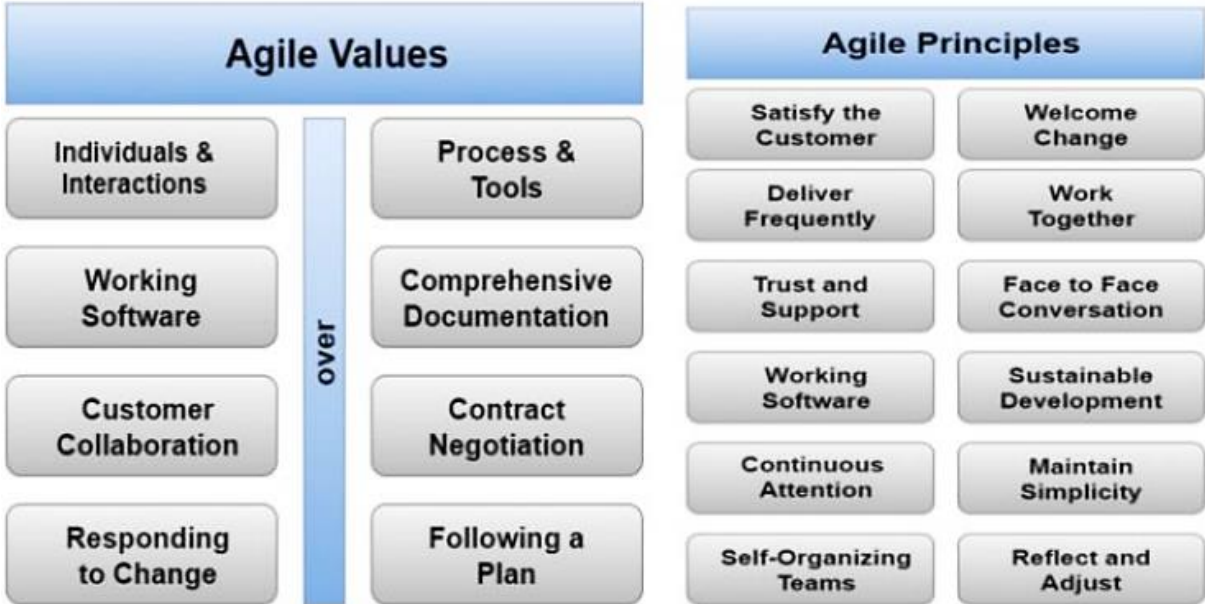 Agile Values
Individuals &
Interactions
over
Process &
Tools
Working
Software
Comprehensive
Documentation
Customer
Collaboration
Contract
Negotiation
Responding
to Change
Following a
Plan
Agile Principles
Satisfy the
Customer
Welcome
Change
Deliver
Frequently
Work
Together
Trust and
Support
Face to Face
Conversation
Working
Software
Sustainable
Development
Continuous
Attention
Maintain
Simplicity
Self-Organizing
Teams
Reflect and
Adjust